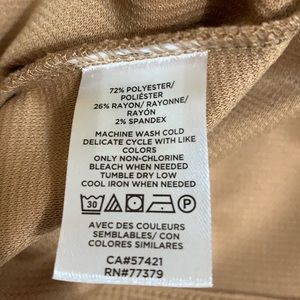 72% POLYESTER/
POLIÉSTER
26% RAYON/ RAYONNE/
RAYÓN
2% SPANDEX
MACHINE WASH COLD
DELICATE CYCLE WITH LIKE
COLORS
ONLY NON-CHLORINE
BLEACH WHEN NEEDED
TUMBLE DRY LOW
COOL IRON WHEN NEEDED
30 P
AVEC DES COULEURS
SEMBLABLES/ CON
COLORES SIMILARES
CA#57421
RN#77379